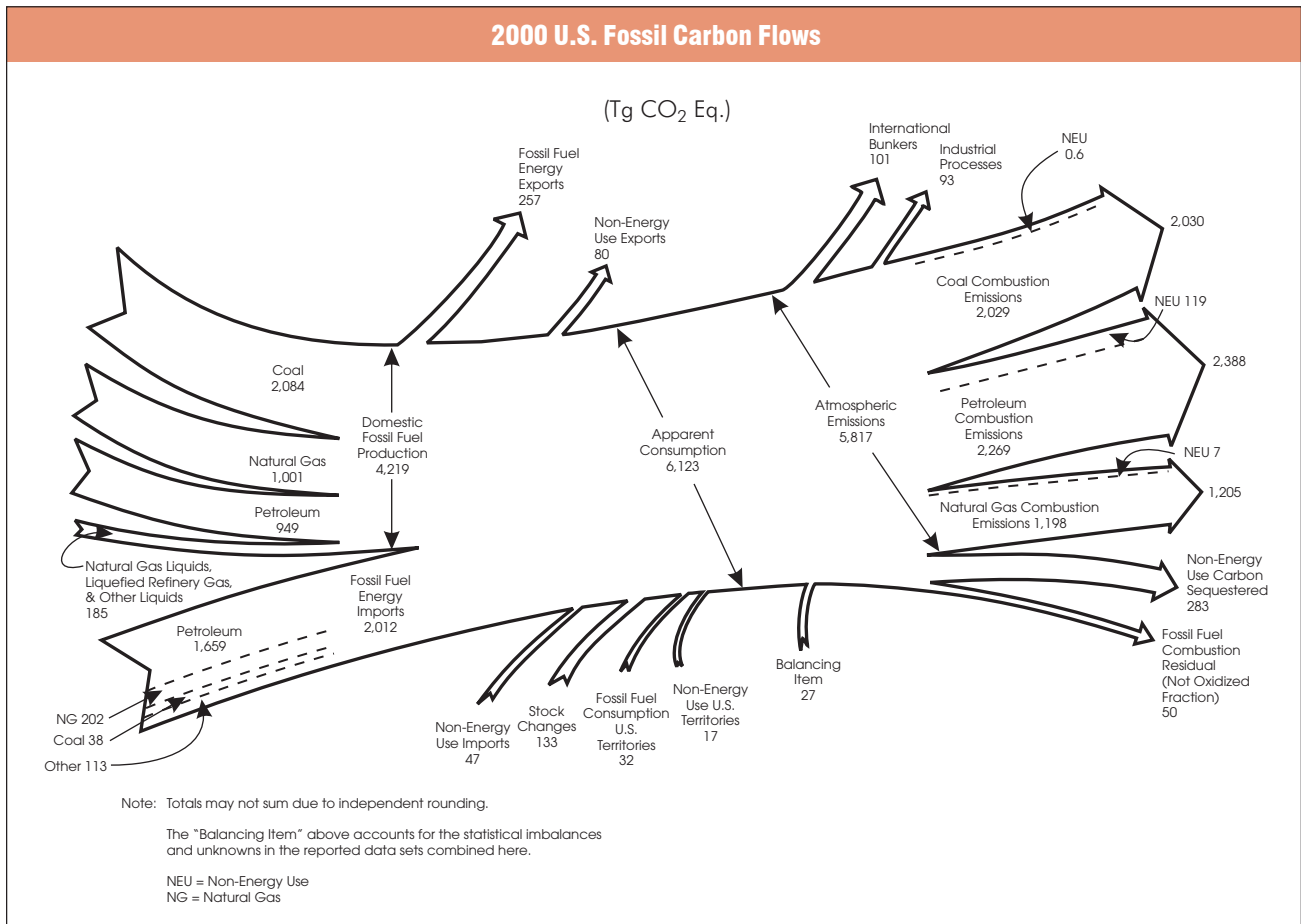 2000 U.S. Fossil Carbon Flows
(Tg CO₂ Eq.)
Fossil Fuel
Energy
Exports
257
Non-Energy
Use Exports
80
International
Bunkers
101
Industrial
Processes
93
NEU
0.6
2,030
Coal Combustion
Emissions
2,029
NEU 119
2,388
Petroleum
Combustion
Emissions
2,269
NEU 7
1,205
Natural Gas Combustion
Emissions 1,198
Non-Energy
Use Carbon
Sequestered
283
Fossil Fuel
Combustion
Residual
(Not Oxidized
Fraction)
50
Coal
2,084
Natural Gas
1,001
Petroleum
949
Natural Gas Liquids,
Liquefied Refinery Gas,
& Other Liquids
185
Domestic
Fossil Fuel
Production
4,219
Apparent
Consumption
6,123
Atmospheric
Emissions
5,817
Fossil Fuel
Energy
Imports
2,012
Petroleum
1,659
NG 202
Coal 38
Other 113
Non-Energy
Use Imports
47
Stock
Changes
133
Fossil Fuel
Consumption
U.S.
Territories
32
Non-Energy
Use U.S.
Territories
17
Balancing
Item
27
Note: Totals may not sum due to independent rounding.
The “Balancing Item” above accounts for the statistical imbalances
and unknowns in the reported data sets combined here.
NEU = Non-Energy Use
NG = Natural Gas